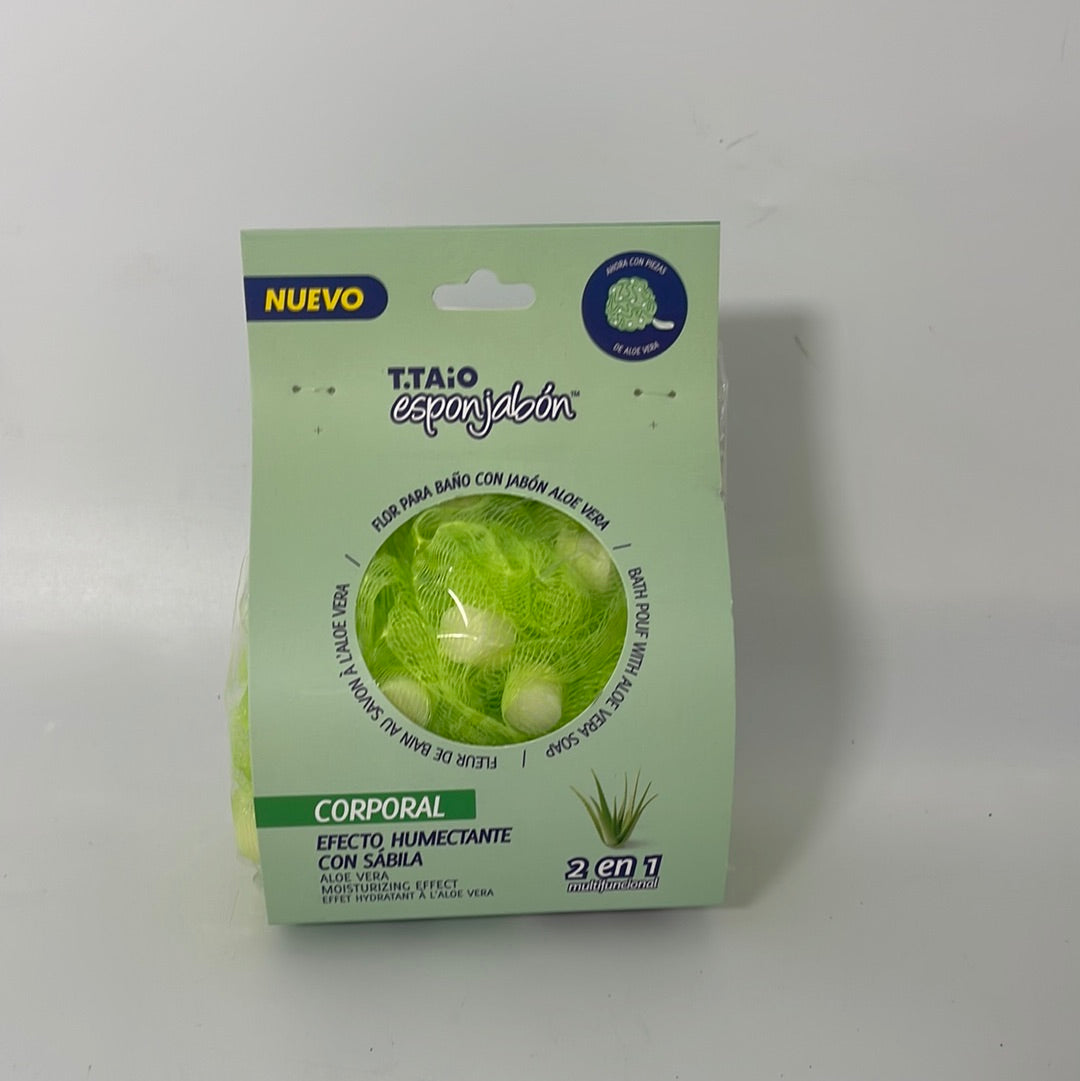 NUEVO
AHORA CON PIEZAS
DE ALOE VERA
T.TAiO
esponjabón™
FLOR PARA BAÑO CON JABÓN ALOE VERA
/ BATH POUF WITH ALOE VERA SOAP
/ FLEUR DE BAIN AU SAVON À L'ALOE VERA /
CORPORAL
EFECTO HUMECTANTE
CON SÁBILA
ALOE VERA
MOISTURIZING EFFECT
EFFET HYDRATANT À L'ALOE VERA
2 en 1
multifuncional